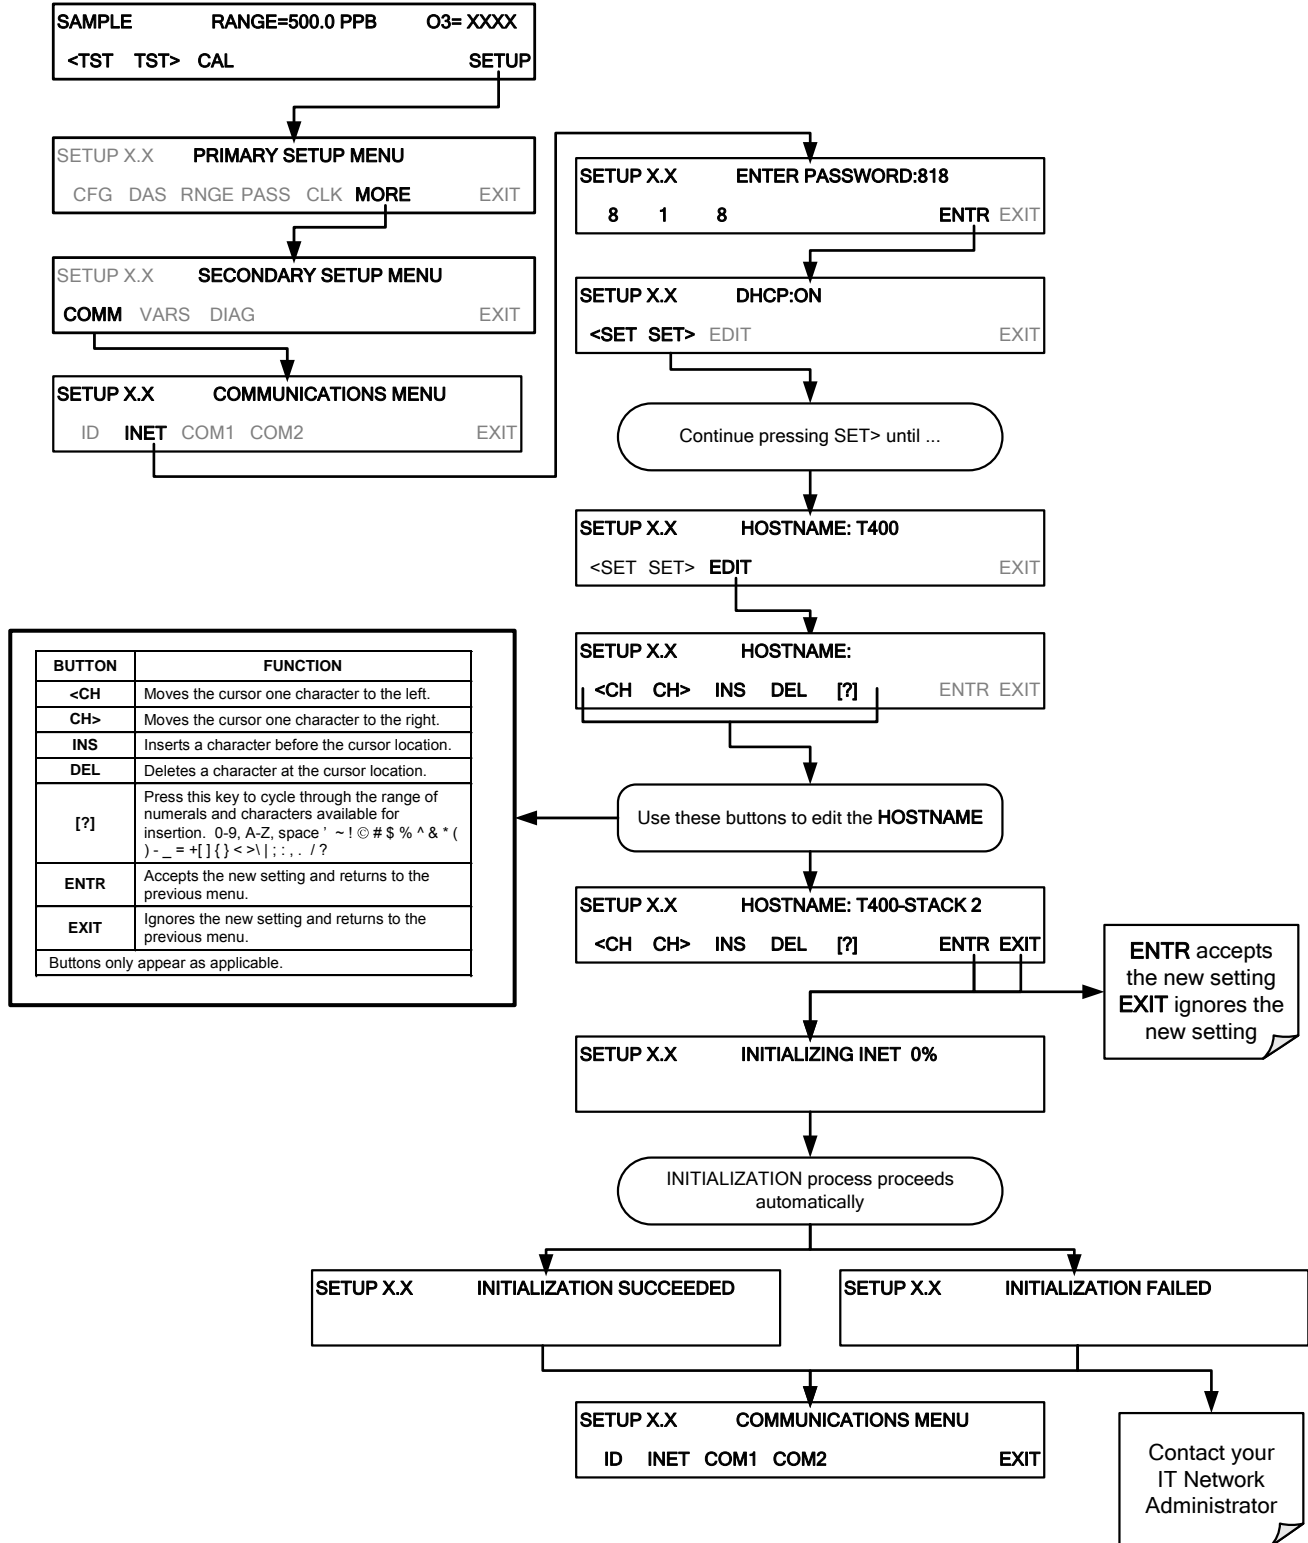 SAMPLE RANGE=500.0 PPB O3= XXXX
<TST TST> CAL SETUP
SETUP X.X PRIMARY SETUP MENU
CFG DAS RNGE PASS CLK MORE EXIT
SETUP X.X SECONDARY SETUP MENU
COMM VARS DIAG EXIT
SETUP X.X COMMUNICATIONS MENU
ID INET COM1 COM2 EXIT
SETUP X.X ENTER PASSWORD:818
8 1 8 ENTR EXIT
SETUP X.X DHCP:ON
<SET SET> EDIT EXIT
Continue pressing SET> until ...
SETUP X.X HOSTNAME: T400
<SET SET> EDIT EXIT
SETUP X.X HOSTNAME:
<CH CH> INS DEL [?] ENTR EXIT
Use these buttons to edit the HOSTNAME
BUTTON FUNCTION
<CH Moves the cursor one character to the left.
CH> Moves the cursor one character to the right.
INS Inserts a character before the cursor location.
DEL Deletes a character at the cursor location.
[?] Press this key to cycle through the range of
numerals and characters available for
insertion. 0-9, A-Z, space ' ~ ! © # $ % ^ & * (
) - _ = +[ ] { } < >\ | ; : , . / ?
ENTR Accepts the new setting and returns to the
previous menu.
EXIT Ignores the new setting and returns to the
previous menu.
Buttons only appear as applicable.
SETUP X.X HOSTNAME: T400-STACK 2
<CH CH> INS DEL [?] ENTR EXIT
ENTR accepts
the new setting
EXIT ignores the
new setting
SETUP X.X INITIALIZING INET 0%
INITIALIZATION process proceeds
automatically
SETUP X.X INITIALIZATION SUCCEEDED
SETUP X.X INITIALIZATION FAILED
SETUP X.X COMMUNICATIONS MENU
ID INET COM1 COM2 EXIT
Contact your
IT Network
Administrator